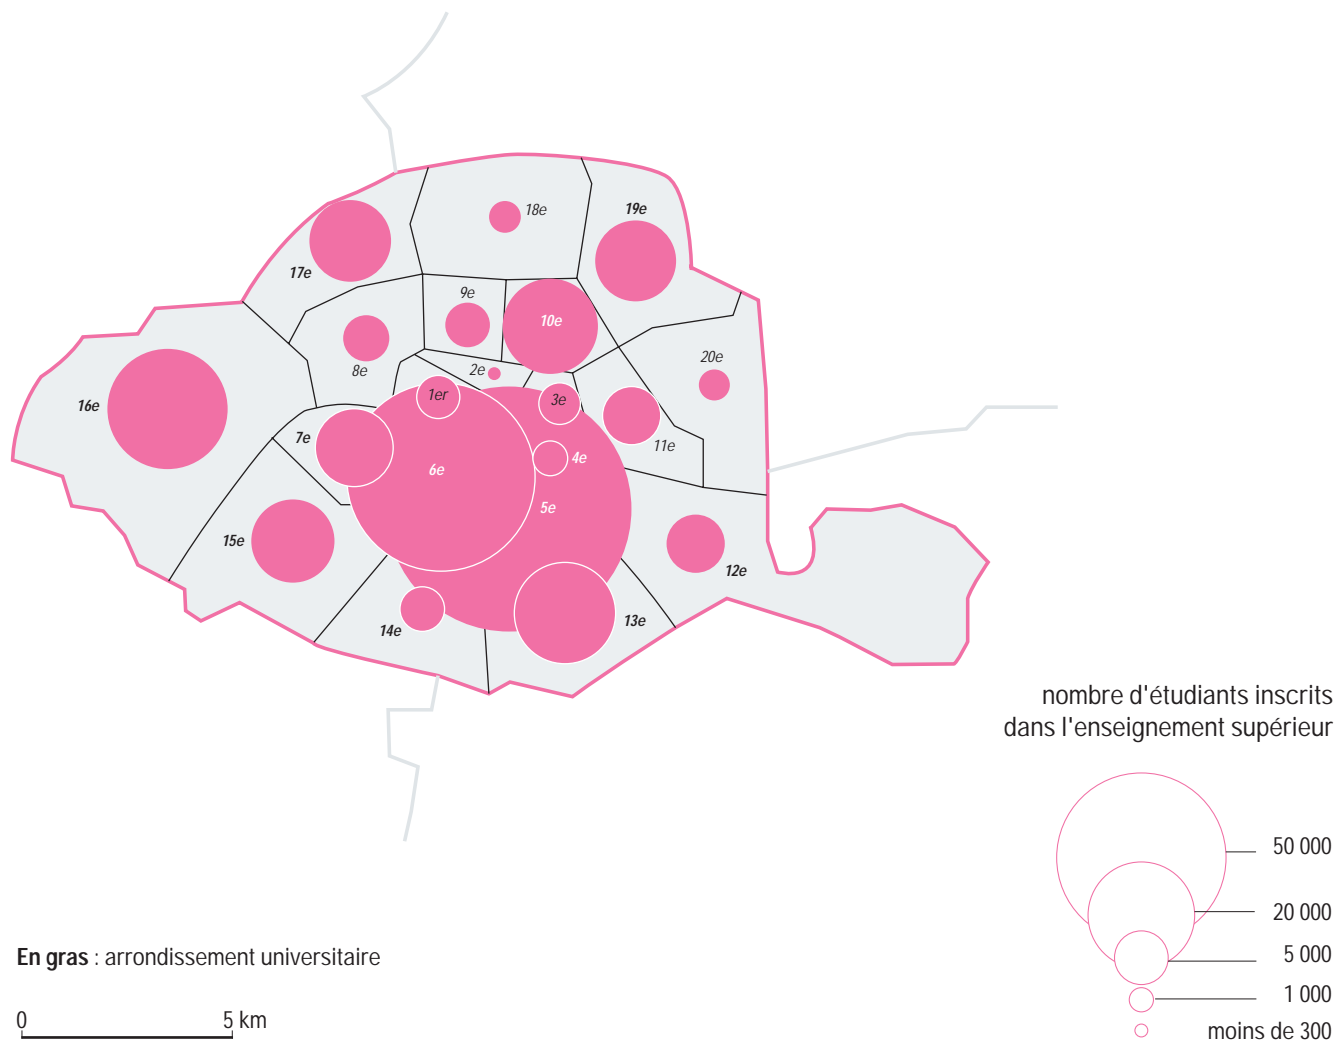 18e
19e
17e
9e
10e
8e
2e
20e
1er
3e
16e
7e
11e
6e
4e
5e
15e
12e
14e
13e
nombre d'étudiants inscrits
dans l'enseignement supérieur
50 000
20 000
5 000
1 000
moins de 300
En gras : arrondissement universitaire
0 5 km